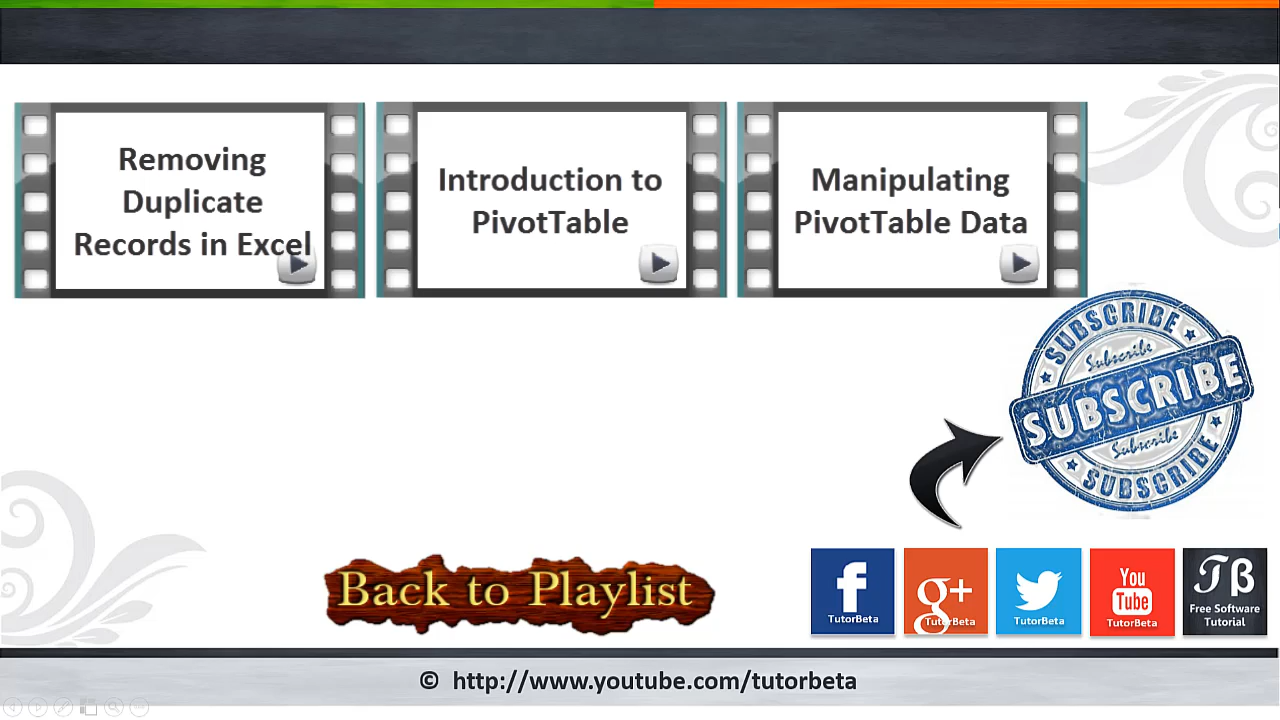 Removing
Duplicate
Records in Excel
Introduction to
PivotTable
Manipulating
PivotTable Data
SUBSCRIBE
Subscribe
SUBSCRIBE
Subscribe
SUBSCRIBE
Back to Playlist
f
TutorBeta
g+
TutorBeta
TutorBeta
You
Tube
TutorBeta
Tβ
Free Software
Tutorial
© http://www.youtube.com/tutorbeta